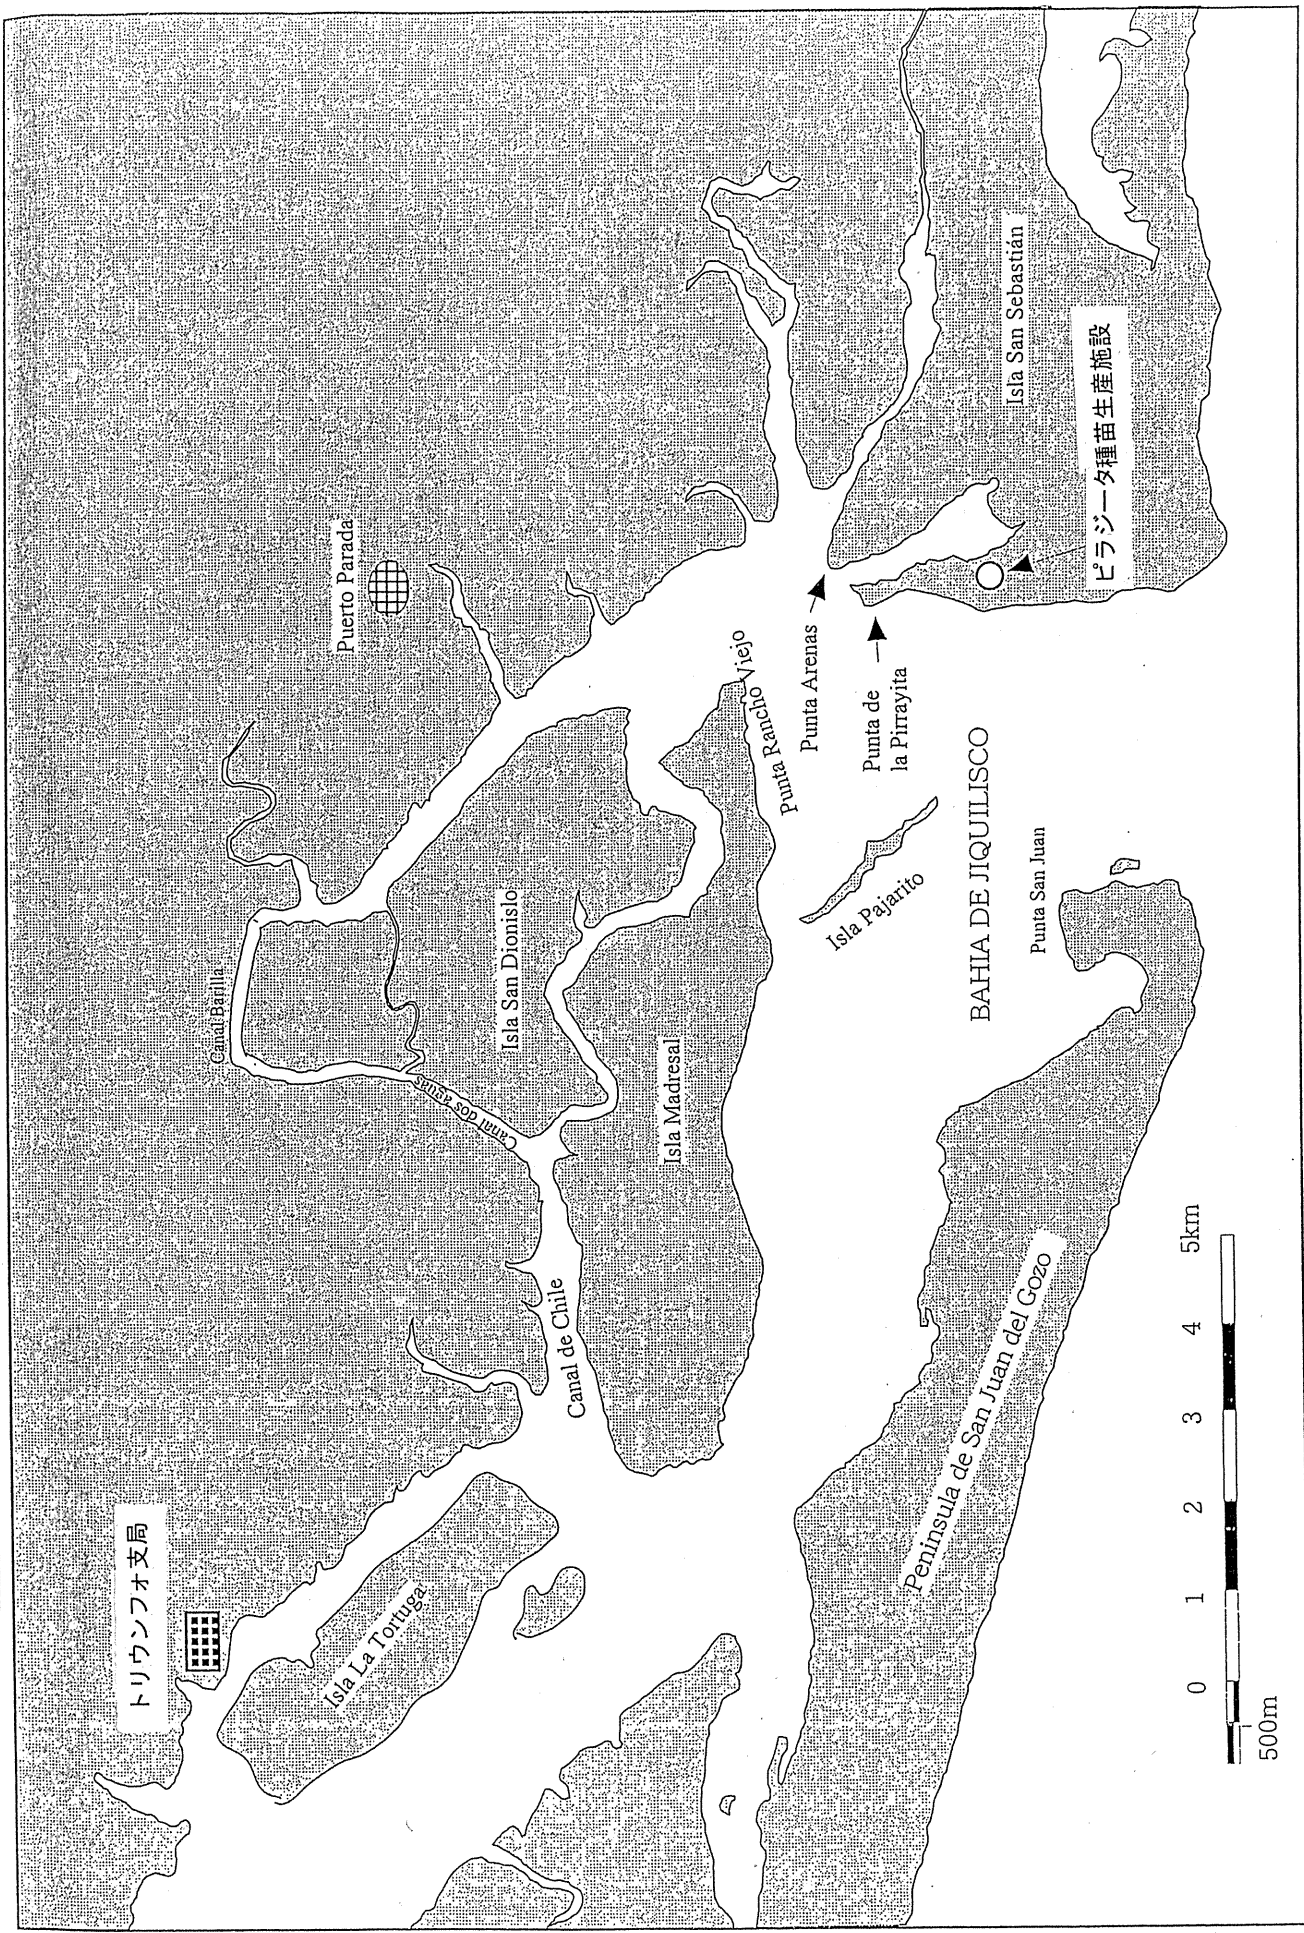 トリウンフォ支局
Isla La Tortuga
Canal Barilla
Canal dos aguas
Puerto Parada
Isla San Dionislo
Canal de Chile
Isla Madresal
Punta Rancho Viejo
Punta Arenas
Punta de
la Pirrayita
Isla Pajarito
BAHIA DE JIQUILISCO
Punta San Juan
Isla San Sebastián
ピラジータ種苗生産施設
Peninsula de San Juan del Gozo
500m
0 1 2 3 4 5km